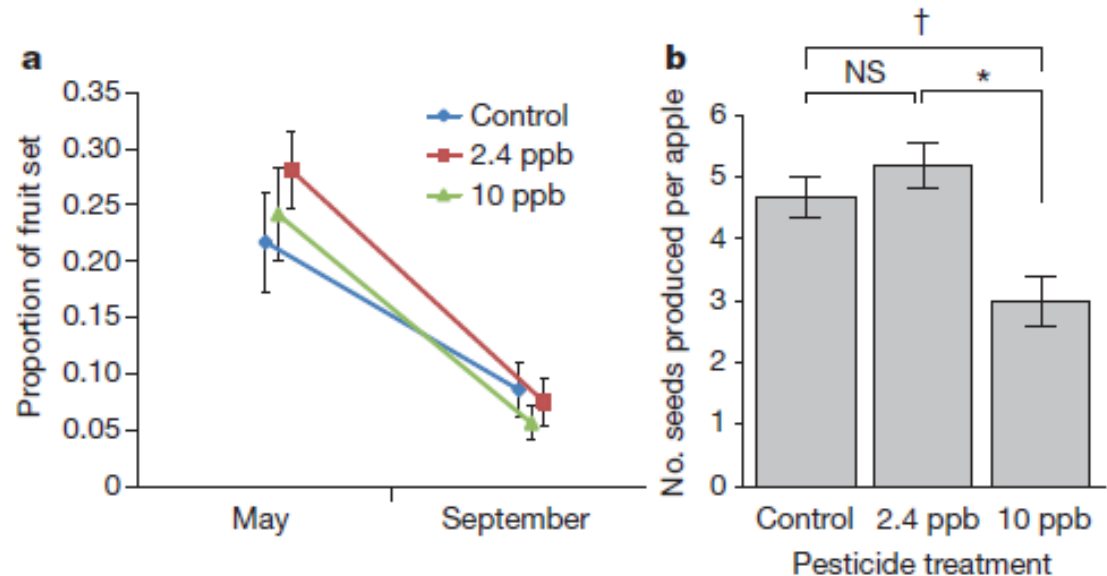 a
Proportion of fruit set
0.35
0.30
0.25
0.20
0.15
0.10
0.05
0
Control
2.4 ppb
10 ppb
May September
b
†
NS *
No. seeds produced per apple
6
5
4
3
2
1
0
Control 2.4 ppb 10 ppb
Pesticide treatment